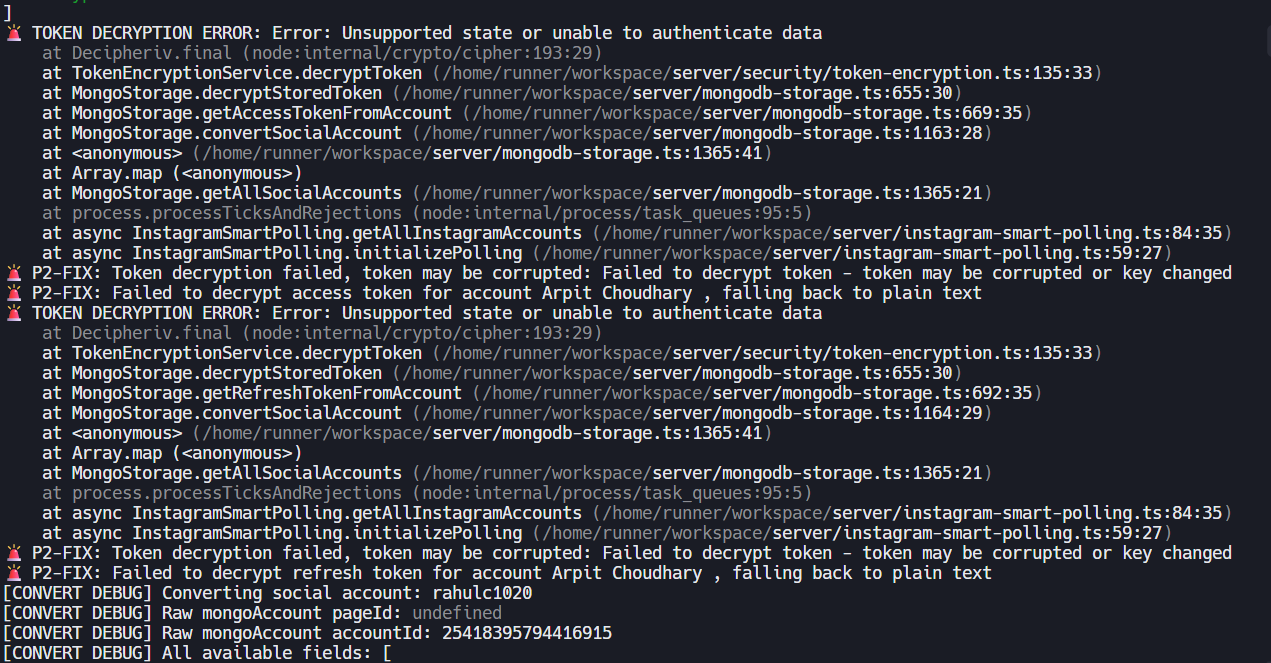 ]
🚨 TOKEN DECRYPTION ERROR: Error: Unsupported state or unable to authenticate data
at Decipheriv.final (node:internal/crypto/cipher:193:29)
at TokenEncryptionService.decryptToken (/home/runner/workspace/server/security/token-encryption.ts:135:33)
at MongoStorage.decryptStoredToken (/home/runner/workspace/server/mongodb-storage.ts:655:30)
at MongoStorage.getAccessTokenFromAccount (/home/runner/workspace/server/mongodb-storage.ts:669:35)
at MongoStorage.convertSocialAccount (/home/runner/workspace/server/mongodb-storage.ts:1163:28)
at <anonymous> (/home/runner/workspace/server/mongodb-storage.ts:1365:41)
at Array.map (<anonymous>)
at MongoStorage.getAllSocialAccounts (/home/runner/workspace/server/mongodb-storage.ts:1365:21)
at process.processTicksAndRejections (node:internal/process/task_queues:95:5)
at async InstagramSmartPolling.getAllInstagramAccounts (/home/runner/workspace/server/instagram-smart-polling.ts:84:35)
at async InstagramSmartPolling.initializePolling (/home/runner/workspace/server/instagram-smart-polling.ts:59:27)
🚨 P2-FIX: Token decryption failed, token may be corrupted: Failed to decrypt token - token may be corrupted or key changed
🚨 P2-FIX: Failed to decrypt access token for account Arpit Choudhary , falling back to plain text
🚨 TOKEN DECRYPTION ERROR: Error: Unsupported state or unable to authenticate data
at Decipheriv.final (node:internal/crypto/cipher:193:29)
at TokenEncryptionService.decryptToken (/home/runner/workspace/server/security/token-encryption.ts:135:33)
at MongoStorage.decryptStoredToken (/home/runner/workspace/server/mongodb-storage.ts:655:30)
at MongoStorage.getRefreshTokenFromAccount (/home/runner/workspace/server/mongodb-storage.ts:692:35)
at MongoStorage.convertSocialAccount (/home/runner/workspace/server/mongodb-storage.ts:1164:29)
at <anonymous> (/home/runner/workspace/server/mongodb-storage.ts:1365:41)
at Array.map (<anonymous>)
at MongoStorage.getAllSocialAccounts (/home/runner/workspace/server/mongodb-storage.ts:1365:21)
at process.processTicksAndRejections (node:internal/process/task_queues:95:5)
at async InstagramSmartPolling.getAllInstagramAccounts (/home/runner/workspace/server/instagram-smart-polling.ts:84:35)
at async InstagramSmartPolling.initializePolling (/home/runner/workspace/server/instagram-smart-polling.ts:59:27)
🚨 P2-FIX: Token decryption failed, token may be corrupted: Failed to decrypt token - token may be corrupted or key changed
🚨 P2-FIX: Failed to decrypt refresh token for account Arpit Choudhary , falling back to plain text
[CONVERT DEBUG] Converting social account: rahulc1020
[CONVERT DEBUG] Raw mongoAccount pageId: undefined
[CONVERT DEBUG] Raw mongoAccount accountId: 25418395794416915
[CONVERT DEBUG] All available fields: [